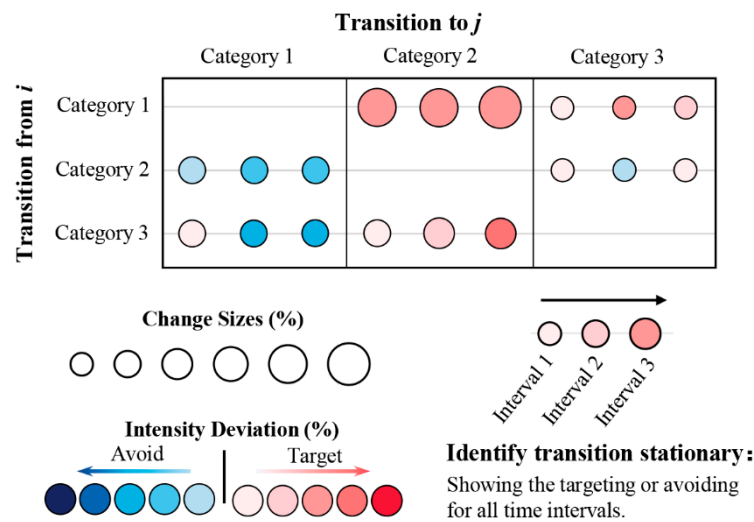 Transition to j
Category 1 Category 2 Category 3
Transition from i
Category 1
Category 2
Category 3
Change Sizes (%)
Interval 1
Interval 2
Interval 3
Intensity Deviation (%)
Avoid Target
Identify transition stationary:
Showing the targeting or avoiding
for all time intervals.